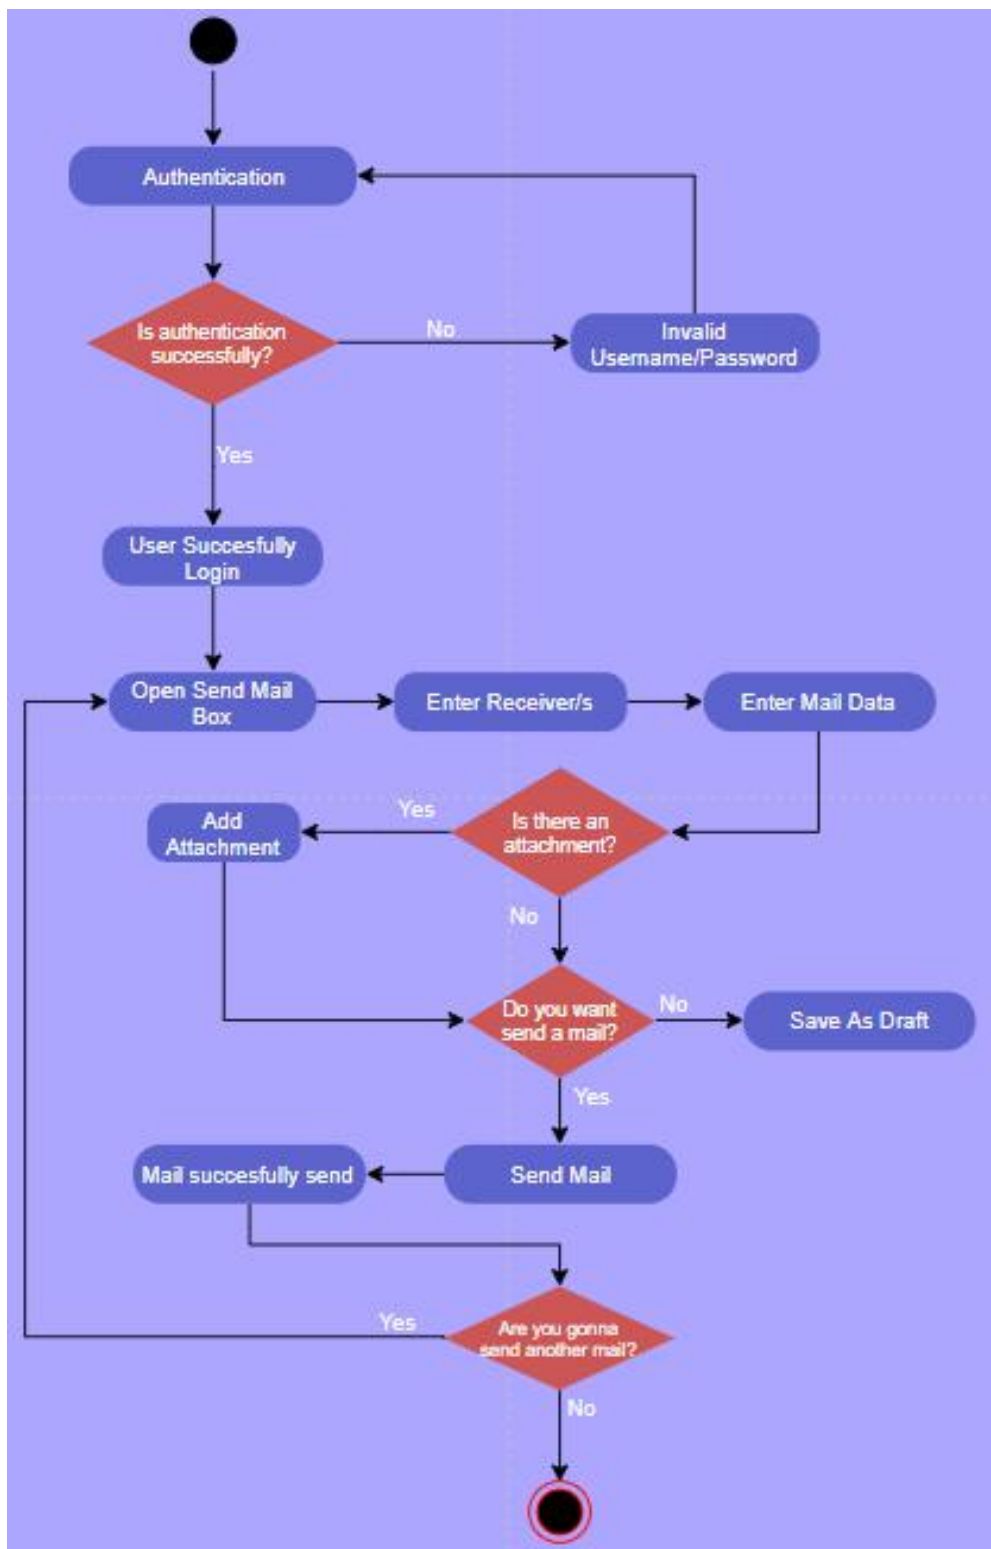 Authentication
Is authentication
successfully?
No
Invalid
Username/Password
Yes
User Succesfully
Login
Open Send Mail
Box
Enter Receiver/s
Enter Mail Data
Add
Attachment
Yes
Is there an
attachment?
No
Do you want
send a mail?
No
Save As Draft
Yes
Mail succesfully send
Send Mail
Yes
Are you gonna
send another mail?
No